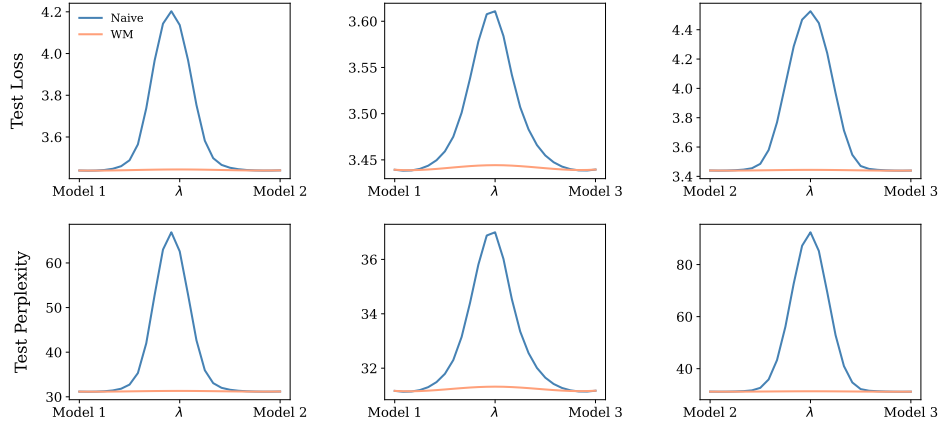 Test Loss
4.2
4.0
3.8
3.6
Naive
WM
Model 1 λ Model 2
3.60
3.55
3.50
3.45
Model 1 λ Model 3
4.4
4.2
4.0
3.8
3.6
3.4
Model 2 λ Model 3
Test Perplexity
60
50
40
30
Model 1 λ Model 2
36
34
32
Model 1 λ Model 3
80
60
40
Model 2 λ Model 3